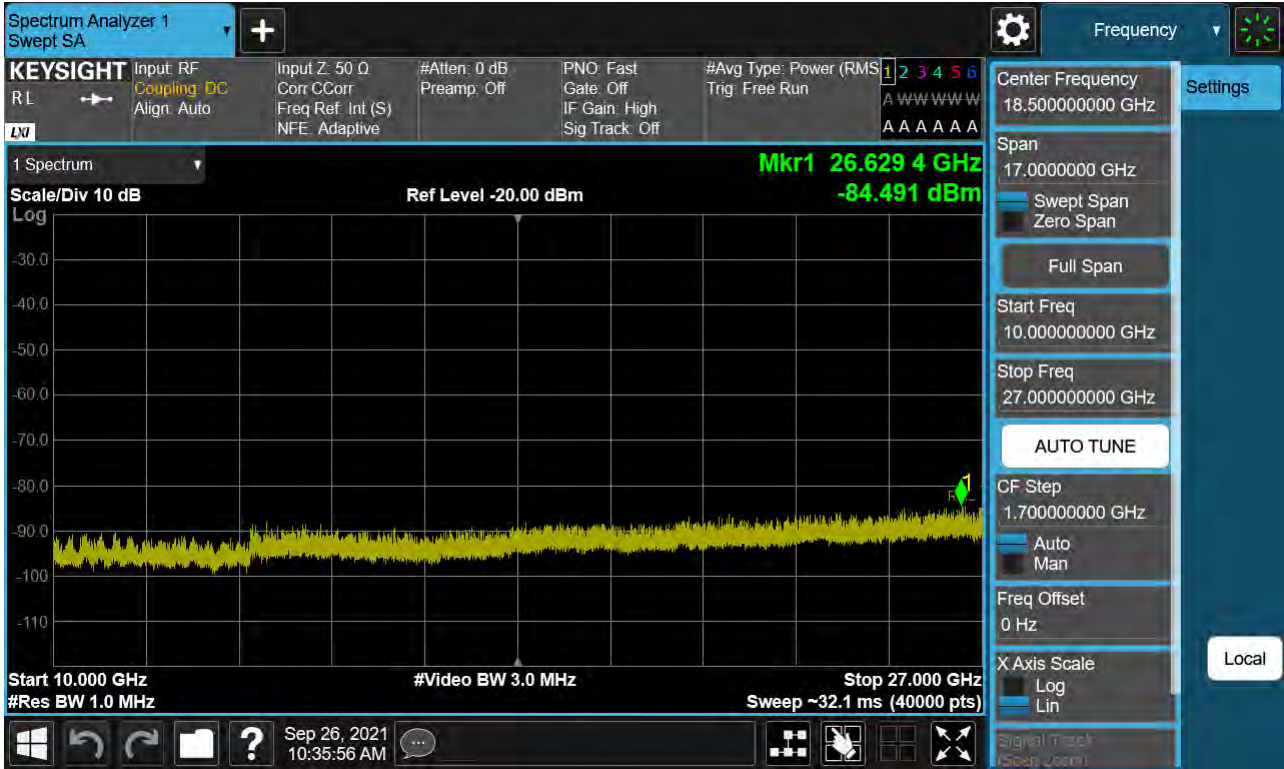 Spectrum Analyzer 1
Swept SA
Frequency
KEYSIGHT
R L
LXI
Input: RF
Coupling: DC
Align: Auto
Input Z: 50 Ω
Corr CCorr
Freq Ref: Int (S)
NFE: Adaptive
#Atten: 0 dB
Preamp: Off
PNO: Fast
Gate: Off
IF Gain: High
Sig Track: Off
#Avg Type: Power (RMS
Trig: Free Run
1 2 3 4 5 6
A W W W W W
A A A A A A
1 Spectrum
Mkr1 26.629 4 GHz
Scale/Div 10 dB
Ref Level -20.00 dBm
-84.491 dBm
Log
-30.0
-40.0
-50.0
-60.0
-70.0
-80.0
1
-90.0
-100
-110
Start 10.000 GHz
#Video BW 3.0 MHz
Stop 27.000 GHz
#Res BW 1.0 MHz
Sweep ~32.1 ms (40000 pts)
?
Sep 26, 2021
10:35:56 AM
Center Frequency
18.500000000 GHz
Settings
Span
17.0000000 GHz
Swept Span
Zero Span
Full Span
Start Freq
10.000000000 GHz
Stop Freq
27.000000000 GHz
AUTO TUNE
CF Step
1.700000000 GHz
Auto
Man
Freq Offset
0 Hz
X Axis Scale
Log
Lin
Local
Signal Track
(Span Zoom)